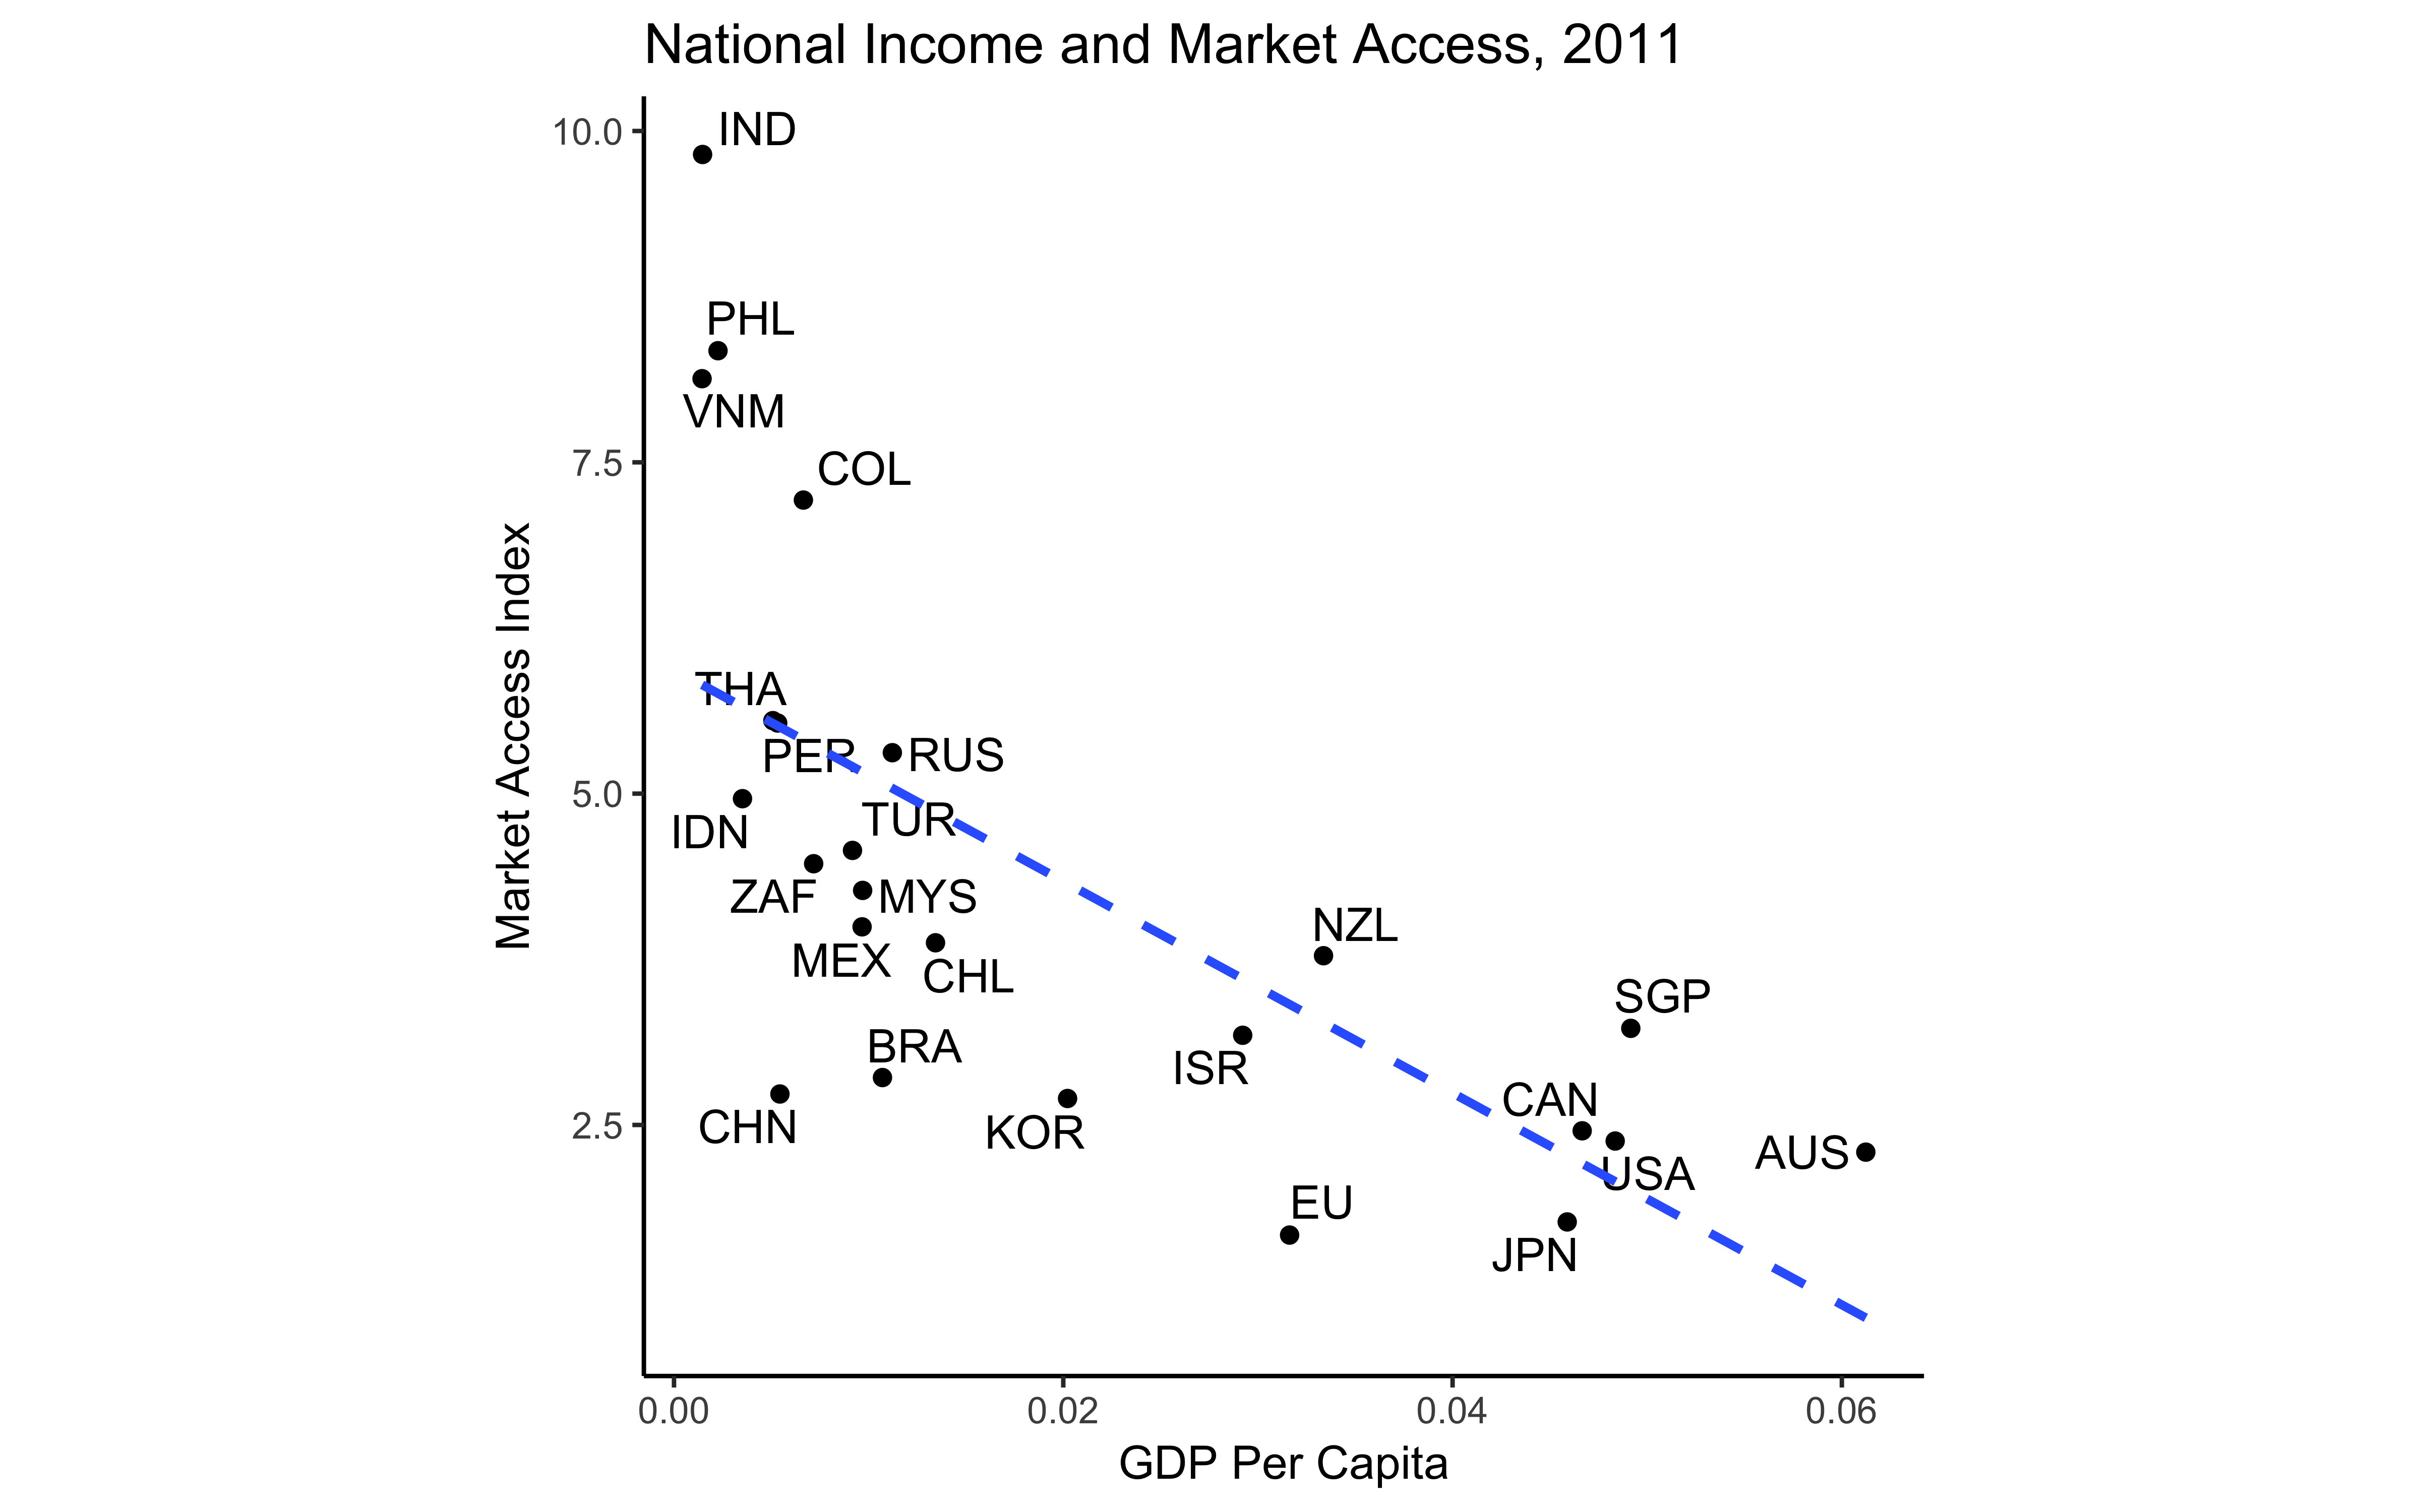 National Income and Market Access, 2011
10.0
IND
PHL
VNM
7.5
COL
Market Access Index
THA
PER
RUS
5.0
IDN
TUR
ZAF
MYS
MEX
CHL
NZL
SGP
BRA
ISR
CAN
2.5
CHN
KOR
AUS
USA
EU
JPN
0.00 0.02 0.04 0.06
GDP Per Capita